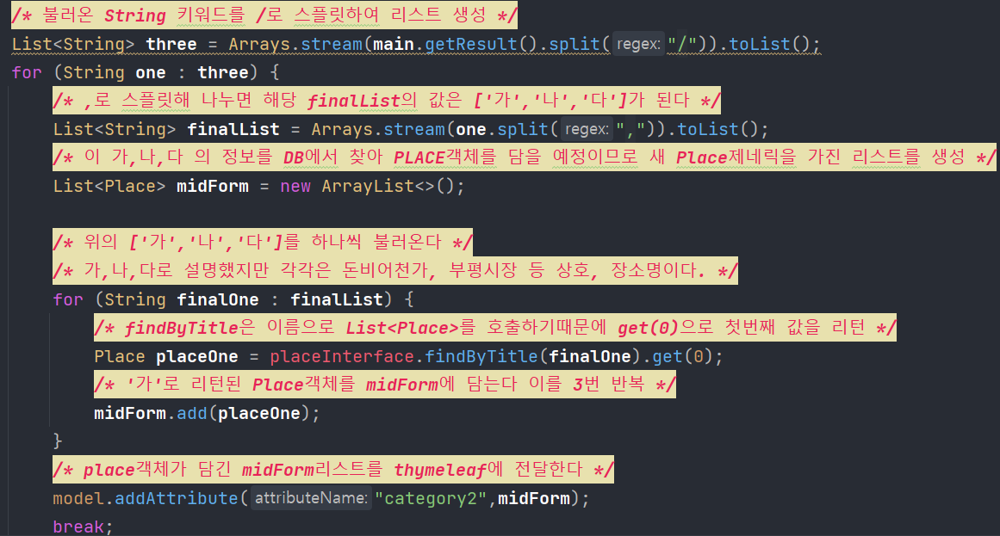 /* 불러온 String 키워드를 /로 스플릿하여 리스트 생성 */
List<String> three = Arrays.stream(main.getResult().split( regex: "/")).toList();
for (String one : three) {
/* ,로 스플릿해 나누면 해당 finalList의 값은 ['가','나','다']가 된다 */
List<String> finalList = Arrays.stream(one.split( regex: ",")).toList();
/* 이 가,나,다 의 정보를 DB에서 찾아 PLACE객체를 담을 예정이므로 새 Place제네릭을 가진 리스트를 생성 */
List<Place> midForm = new ArrayList<>();
/* 위의 ['가','나','다']를 하나씩 불러온다 */
/* 가,나,다로 설명했지만 각각은 돈비어천가, 부평시장 등 상호, 장소명이다. */
for (String finalOne : finalList) {
/* findByTitle은 이름으로 List<Place>를 호출하기때문에 get(0)으로 첫번째 값을 리턴 */
Place placeOne = placeInterface.findByTitle(finalOne).get(0);
/* '가'로 리턴된 Place객체를 midForm에 담는다 이를 3번 반복 */
midForm.add(placeOne);
}
/* place객체가 담긴 midForm리스트를 thymeleaf에 전달한다 */
model.addAttribute( attributeName: "category2",midForm);
break;